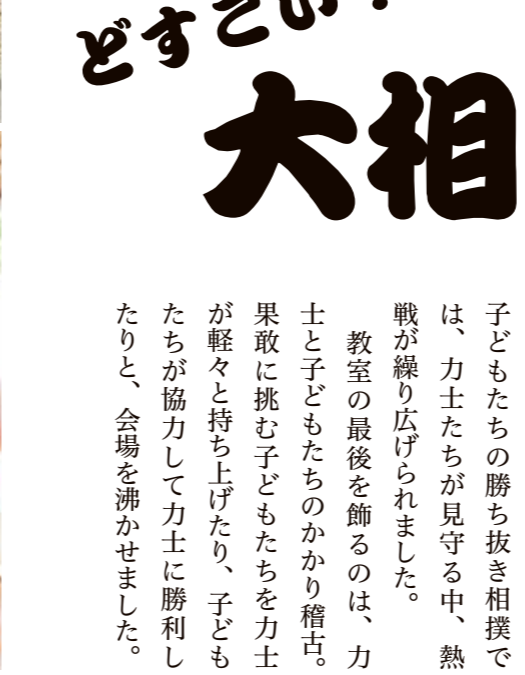 どすこい！
大相
子どもたちの勝ち抜き相撲で
は、力士たちが見守る中、熱
戦が繰り広げられました。
教室の最後を飾るのは、力
士と子どもたちのかかり稽古。
果敢に挑む子どもたちを力士
が軽々と持ち上げたり、子ども
たちが協力して力士に勝利し
たりと、会場を沸かせました。